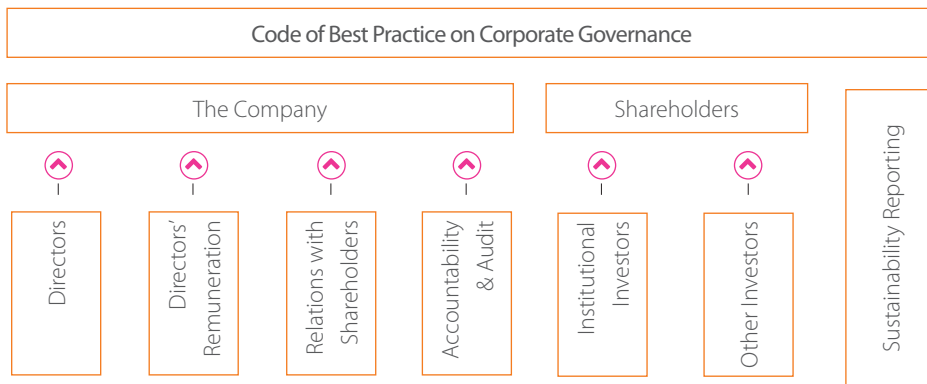 Code of Best Practice on Corporate Governance
The Company
Shareholders
Directors
Directors’
Remuneration
Relations with
Shareholders
Accountability
& Audit
Institutional
Investors
Other Investors
Sustainability Reporting